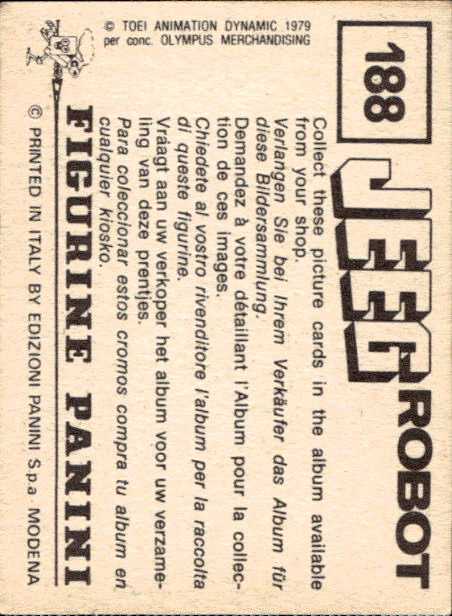 © TOEI ANIMATION DYNAMIC 1979
per conc. OLYMPUS MERCHANDISING
188
JEEG ROBOT
Collect these picture cards in the album available
from your shop.
Verlangen Sie bei Ihrem Verkäufer das Album für
diese Bildersammlung.
Demandez à votre détaillant l'Album pour la collec-
tion de ces images.
Chiedete al vostro rivenditore l'album per la raccolta
di queste figurine.
Vráagt aan uw verkoper het album voor uw verzame-
ling van deze prentjes.
Para coleccionar estos cromos compra tu album en
cualquier kiosko.
FIGURINE PANINI
© PRINTED IN ITALY BY EDIZIONI PANINI S.p.a. MODENA